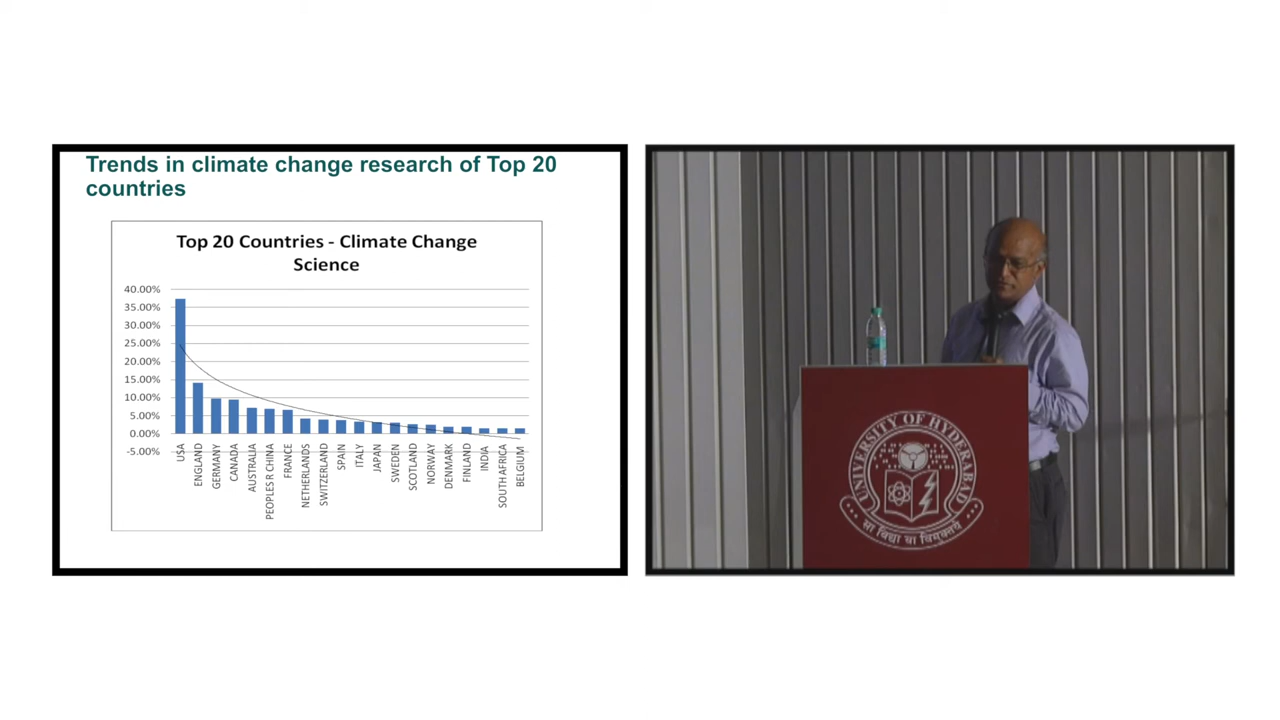 Trends in climate change research of Top 20
countries
Top 20 Countries - Climate Change
Science
40.00%
35.00%
30.00%
25.00%
20.00%
15.00%
10.00%
5.00%
0.00%
-5.00%
USA
ENGLAND
GERMANY
CANADA
AUSTRALIA
PEOPLES R CHINA
FRANCE
NETHERLANDS
SWITZERLAND
SPAIN
ITALY
JAPAN
SWEDEN
SCOTLAND
NORWAY
DENMARK
FINLAND
INDIA
SOUTH AFRICA
BELGIUM
UNIVERSITY OF HYDERABAD
सा विद्या या विमुक्तये